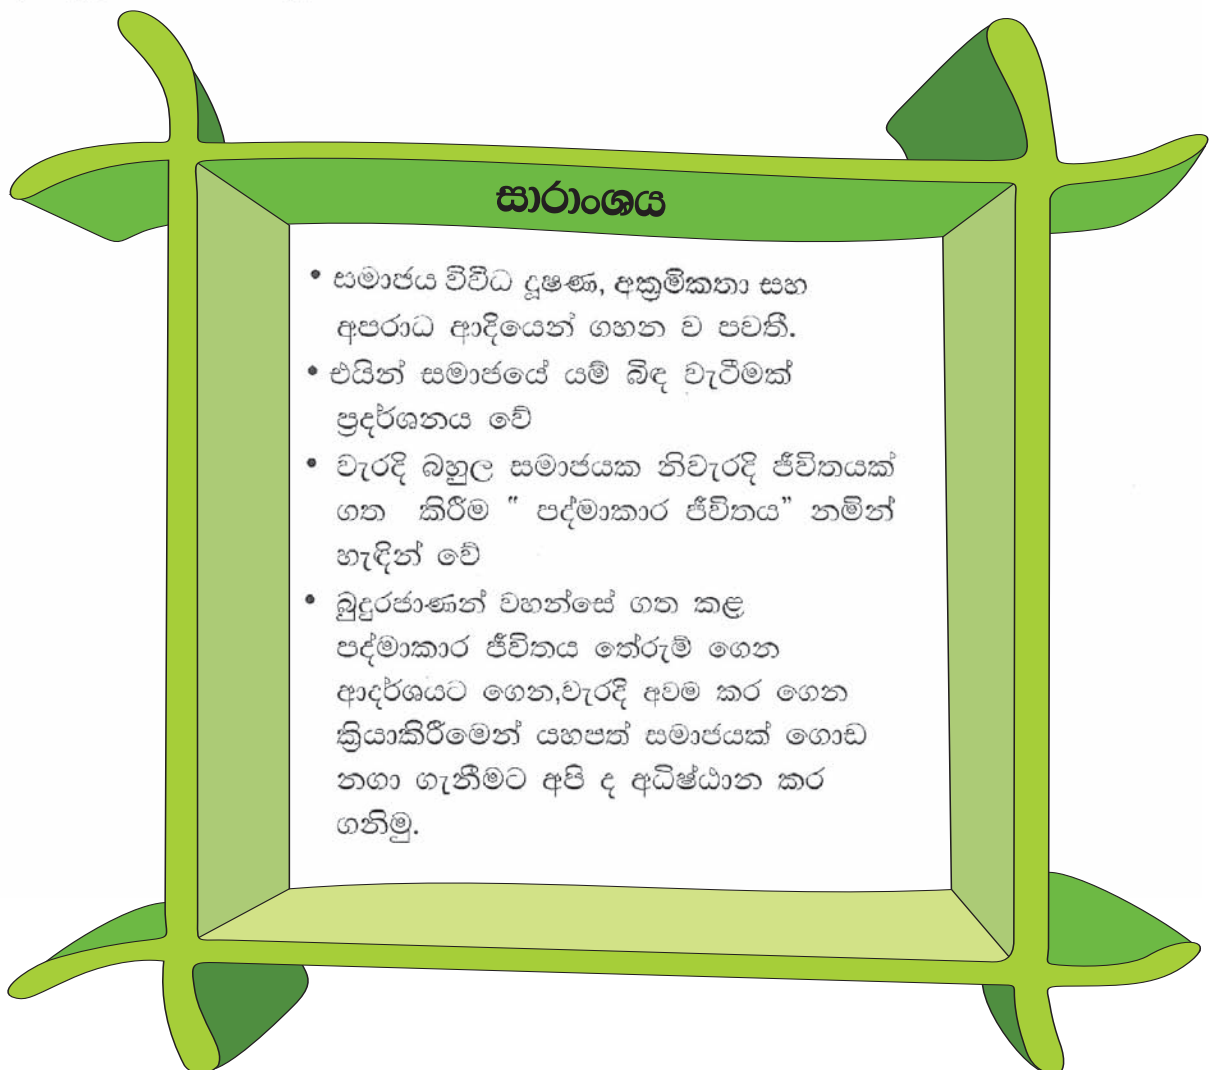 සාරාංශය
• සමාජය විවිධ දූෂණ, අක්‍රමිකතා සහ
අපරාධ ආදියෙන් ගහන ව පවතී.
• එයින් සමාජයේ යම් බිඳ වැටීමක්
ප්‍රදර්ශනය වේ
• වැරදි බහුල සමාජයක නිවැරදි ජීවිතයක්
ගත කිරීම “ පද්මාකාර ජීවිතය” නමින්
හැඳින් වේ
• බුදුරජාණන් වහන්සේ ගත කළ
පද්මාකාර ජීවිතය තේරුම් ගෙන
ආදර්ශයට ගෙන,වැරදි අවම කර ගෙන
ක්‍රියාකිරීමෙන් යහපත් සමාජයක් ගොඩ
නගා ගැනීමට අපි ද අධිෂ්ඨාන කර
ගනිමු.